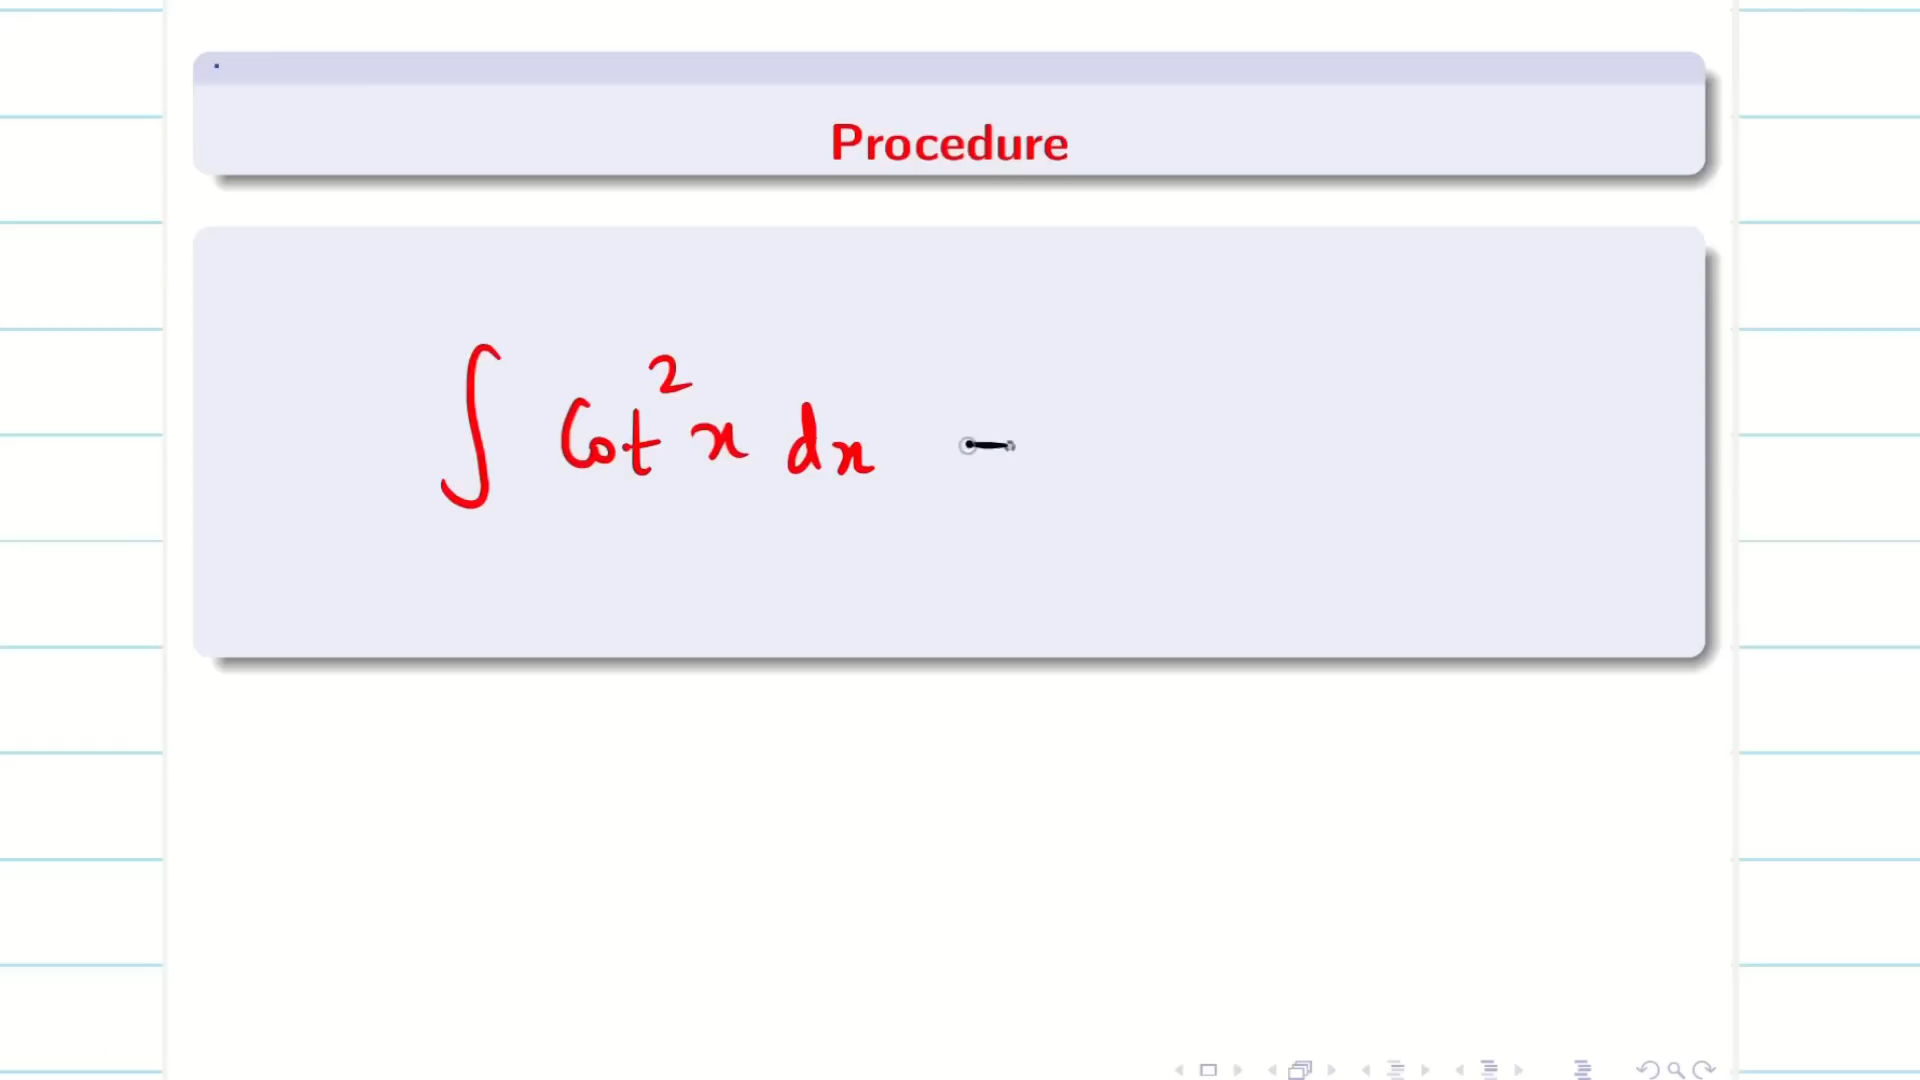 Procedure
∫ Cot²x dx